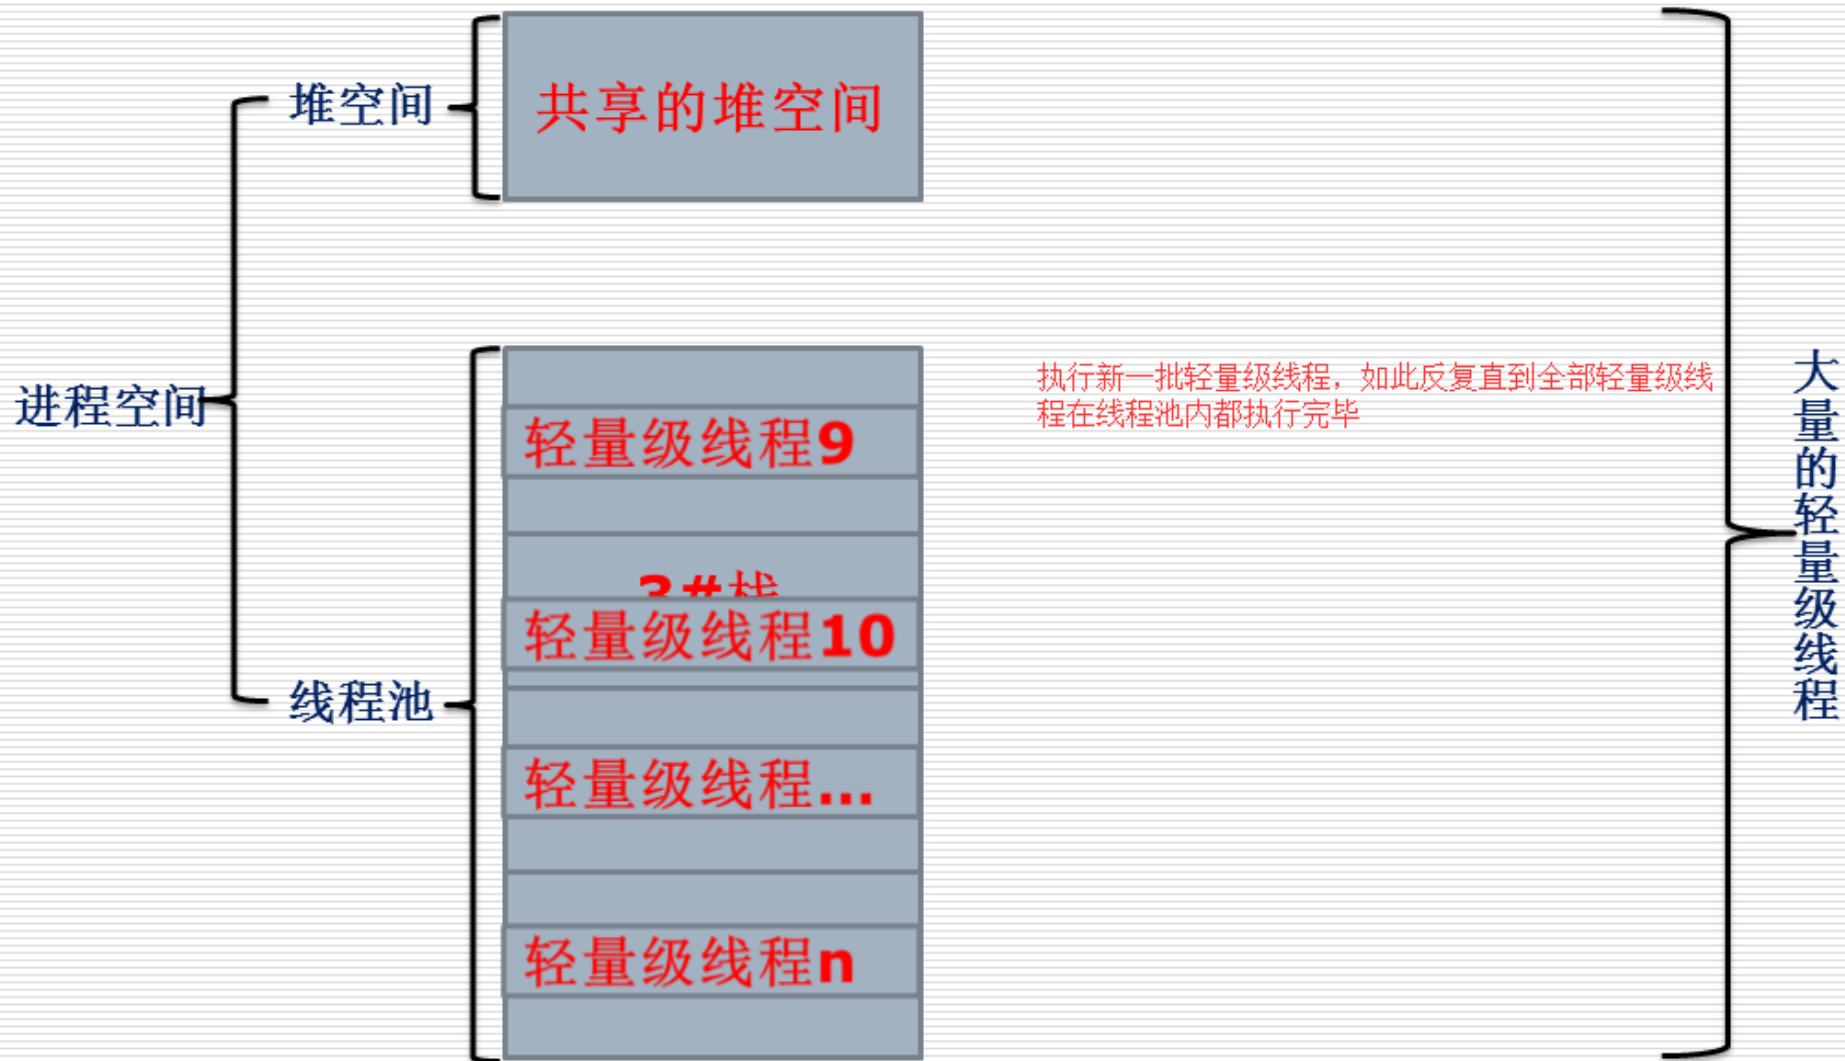 堆空间
共享的堆空间
进程空间
线程池
轻量级线程9
3#栈
轻量级线程10
轻量级线程...
轻量级线程n
执行新一批轻量级线程，如此反复直到全部轻量级线
程在线程池内都执行完毕
大量的轻量级线程